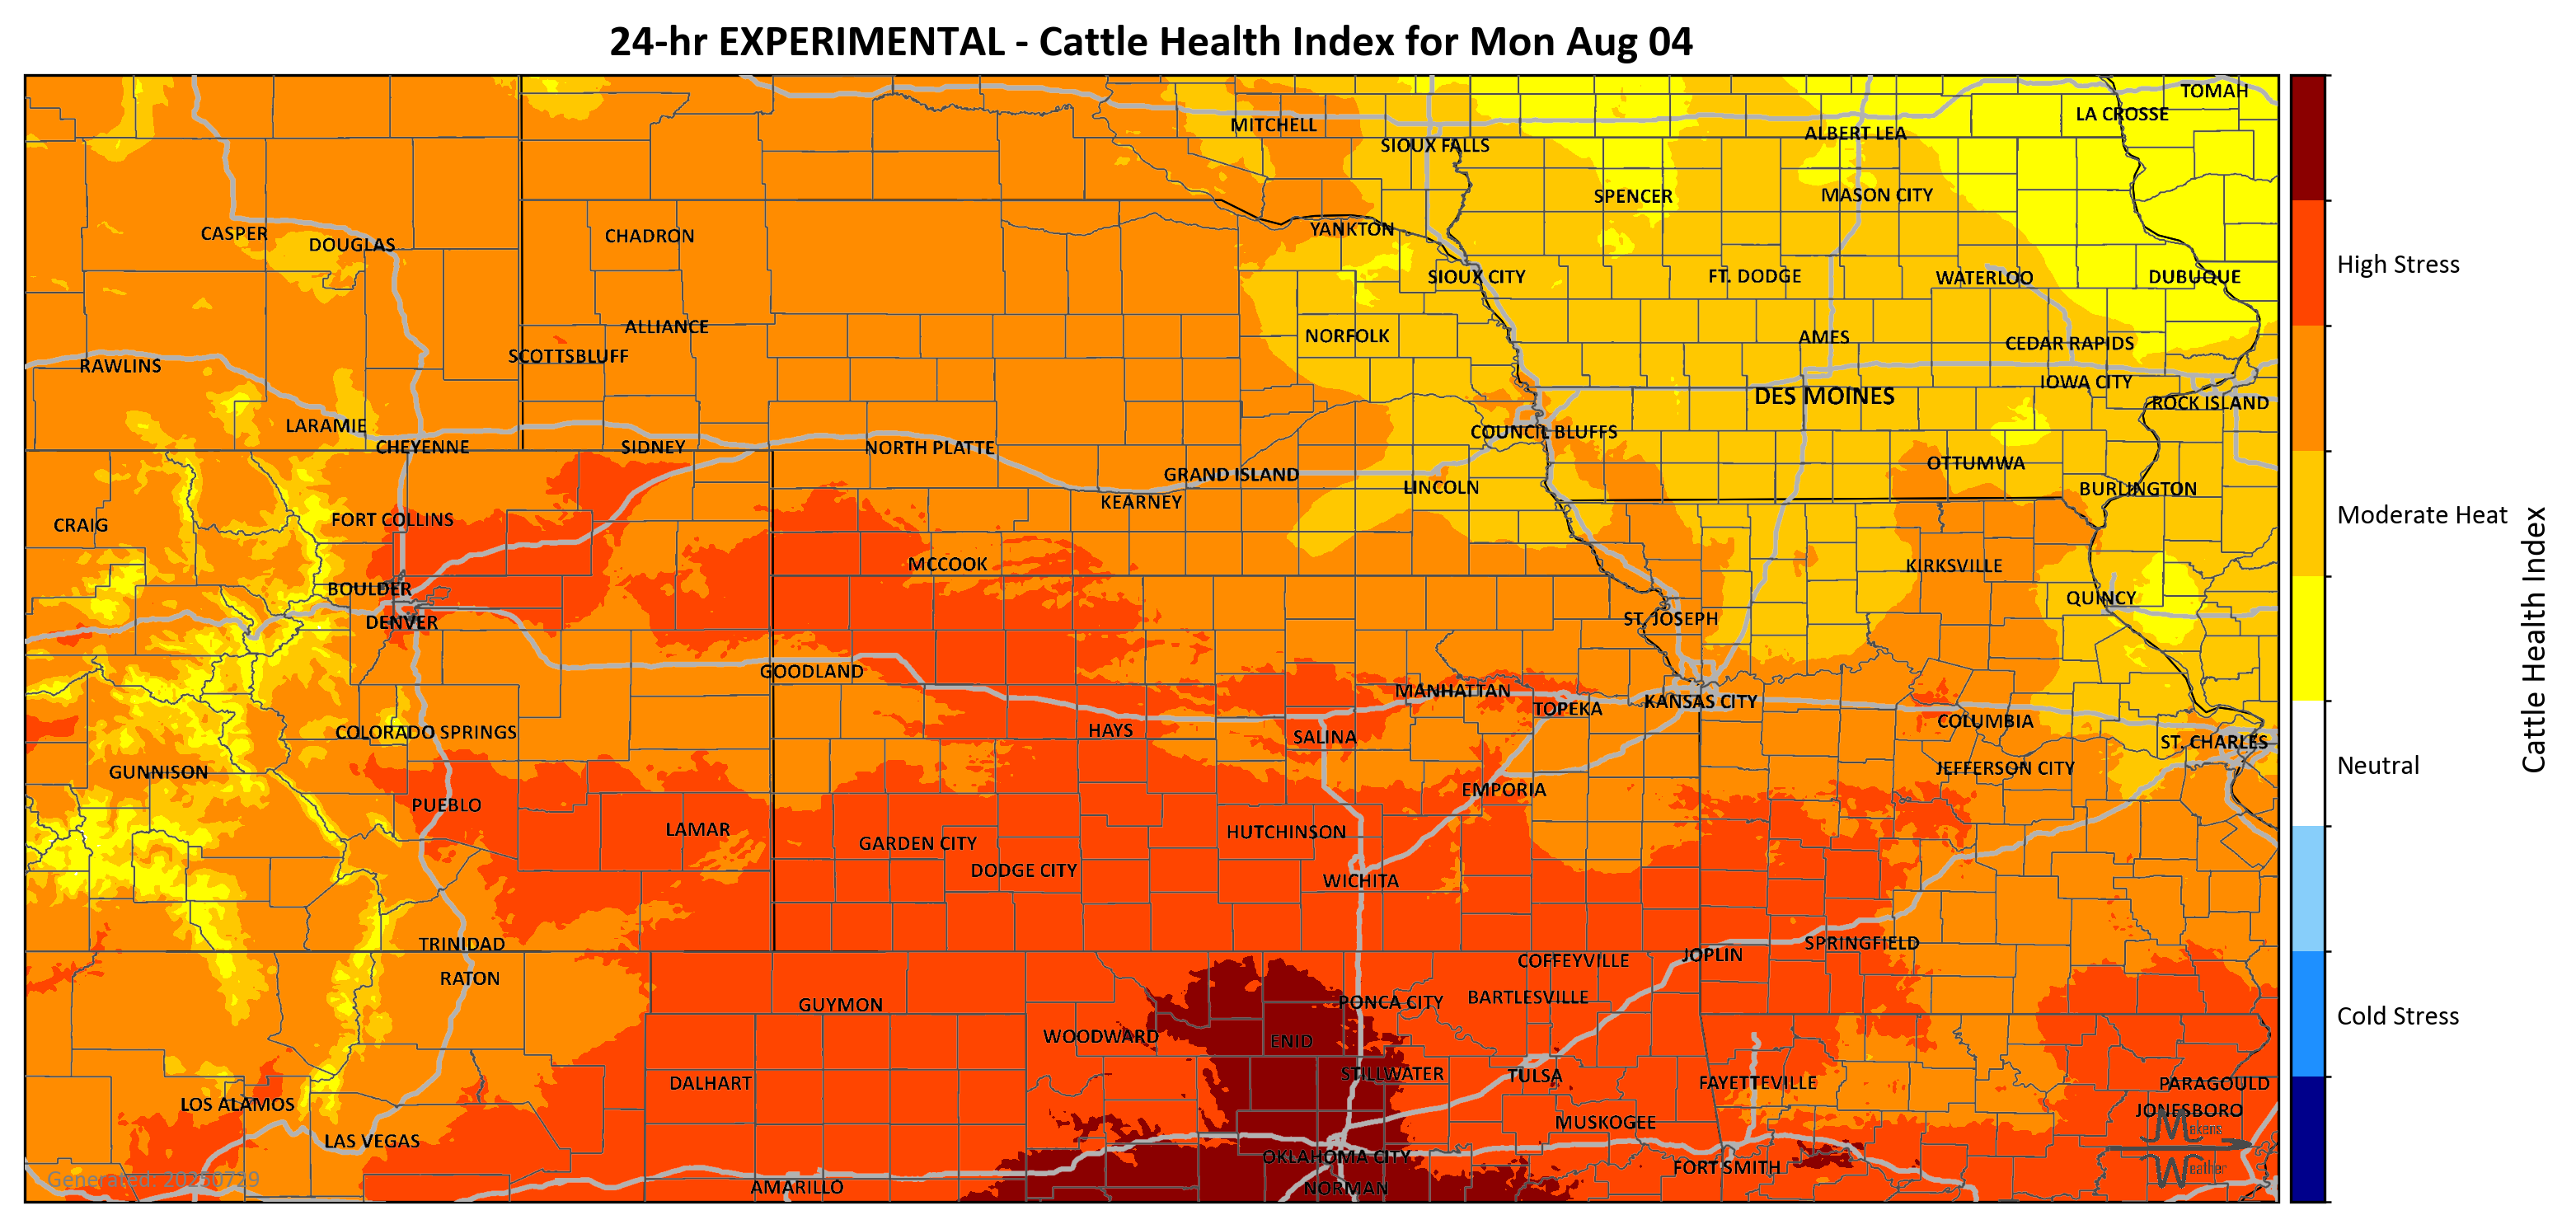 24-hr EXPERIMENTAL - Cattle Health Index for Mon Aug 04
TOMAH
LA CROSSE
MITCHELL
ALBERT LEA
SIOUX FALLS
SPENCER
MASON CITY
CASPER
DOUGLAS
CHADRON
YANKTON
SIOUX CITY
FT. DODGE
WATERLOO
DUBUQUE
High Stress
ALLIANCE
NORFOLK
AMES
CEDAR RAPIDS
SCOTTSBLUFF
RAWLINS
IOWA CITY
DES MOINES
ROCK ISLAND
LARAMIE
COUNCIL BLUFFS
CHEYENNE
SIDNEY
NORTH PLATTE
OTTUMWA
GRAND ISLAND
LINCOLN
BURLINGTON
KEARNEY
CRAIG
FORT COLLINS
Moderate Heat
MCCOOK
KIRKSVILLE
BOULDER
QUINCY
DENVER
ST. JOSEPH
Cattle Health Index
GOODLAND
MANHATTAN
KANSAS CITY
TOPEKA
COLUMBIA
COLORADO SPRINGS
HAYS
SALINA
ST. CHARLES
GUNNISON
JEFFERSON CITY
Neutral
EMPORIA
PUEBLO
LAMAR
HUTCHINSON
GARDEN CITY
DODGE CITY
WICHITA
TRINIDAD
SPRINGFIELD
JOPLIN
COFFEYVILLE
RATON
GUYMON
PONCA CITY
BARTLESVILLE
Cold Stress
WOODWARD
ENID
STILLWATER
TULSA
DALHART
FAYETTEVILLE
PARAGOULD
LOS ALAMOS
JONESBORO
MUSKOGEE
Makens
LAS VEGAS
OKLAHOMA CITY
FORT SMITH
Weather
Generated: 20250729
AMARILLO
NORMAN